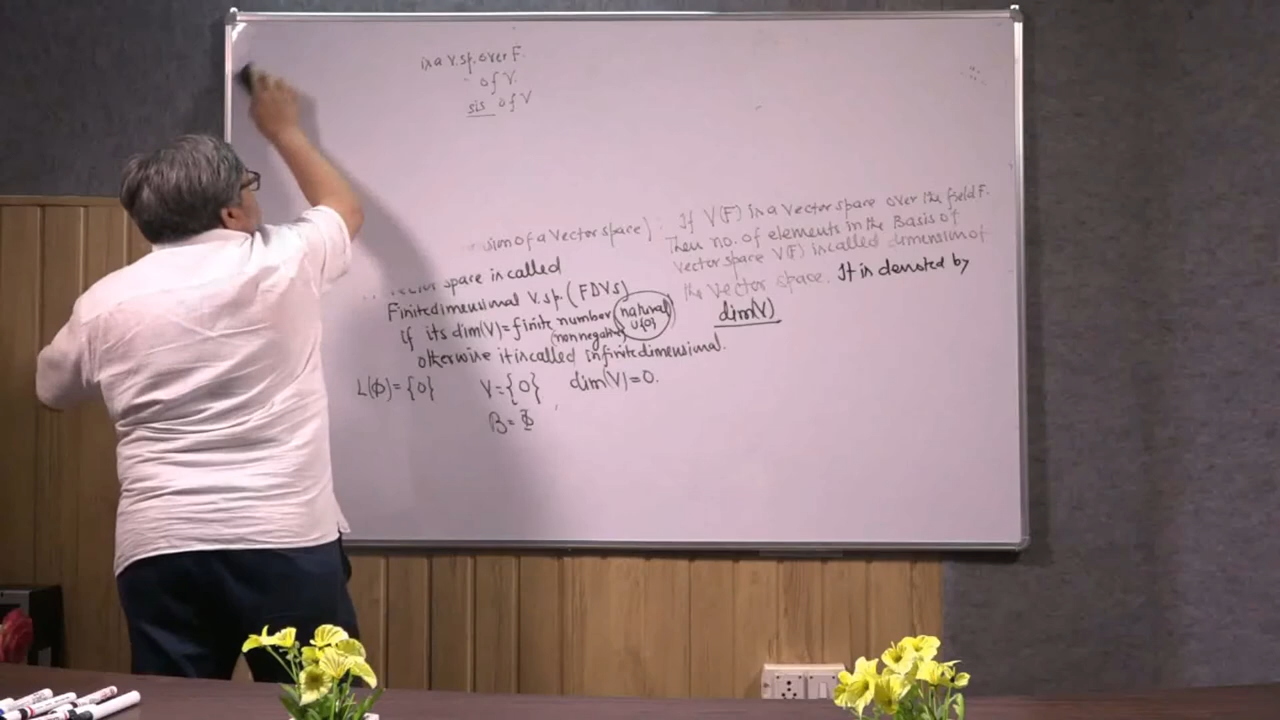 is a V.sp. over F.
" of V.
sis of V
sion of a Vector space) :
vector space is called
Finite dimensional V.sp (FDVS)
if its dim(V) = finite number (natural
(non negative) ∪{0}
otherwise it is called infinite dimensional.
L(ϕ) = {0} V = {0} dim(V) = 0.
B = Φ
If V(F) is a vector space over the field F.
Then no. of elements in the Basis of
vector space V(F) is called dimension of
the vector space. It is denoted by
dim(V)